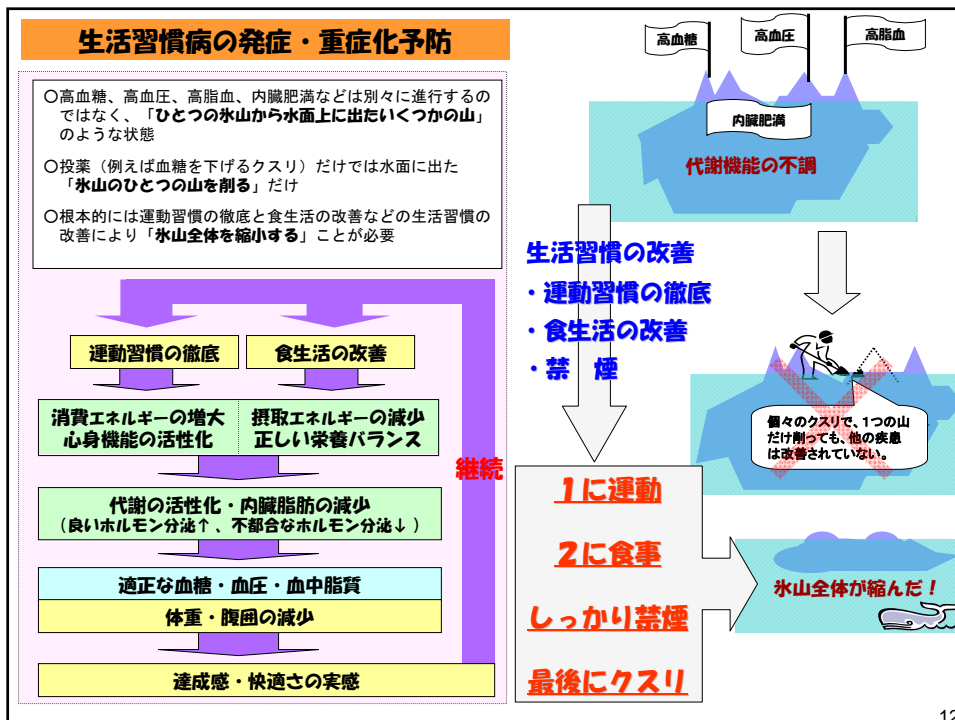 生活習慣病の発症・重症化予防
○高血糖、高血圧、高脂血、内臓肥満などは別々に進行するの
ではなく、「ひとつの氷山から水面上に出たいくつかの山」
のような状態
○投薬（例えば血糖を下げるクスリ）だけでは水面に出た
「氷山のひとつの山を削る」だけ
○根本的には運動習慣の徹底と食生活の改善などの生活習慣の
改善により「氷山全体を縮小する」ことが必要
運動習慣の徹底
食生活の改善
消費エネルギーの増大
心身機能の活性化
摂取エネルギーの減少
正しい栄養バランス
継続
代謝の活性化・内臓脂肪の減少
（良いホルモン分泌↑、不都合なホルモン分泌↓）
適正な血糖・血圧・血中脂質
体重・腹囲の減少
達成感・快適さの実感
高血糖
高血圧
高脂血
内臓肥満
代謝機能の不調
生活習慣の改善
・運動習慣の徹底
・食生活の改善
・禁　煙
個々のクスリで、1つの山
だけ削っても、他の疾患
は改善されていない。
1に運動
2に食事
しっかり禁煙
最後にクスリ
氷山全体が縮んだ！
12